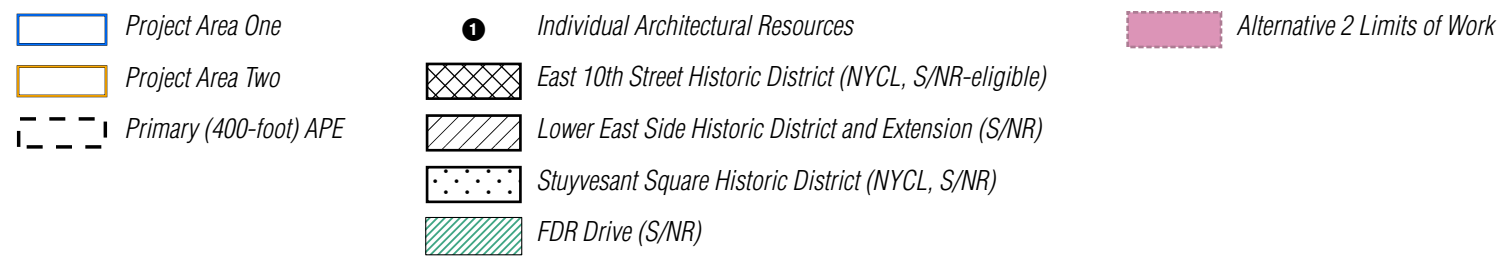 Project Area One
Project Area Two
Primary (400-foot) APE
1 Individual Architectural Resources
East 10th Street Historic District (NYCL, S/NR-eligible)
Lower East Side Historic District and Extension (S/NR)
Stuyvesant Square Historic District (NYCL, S/NR)
FDR Drive (S/NR)
Alternative 2 Limits of Work